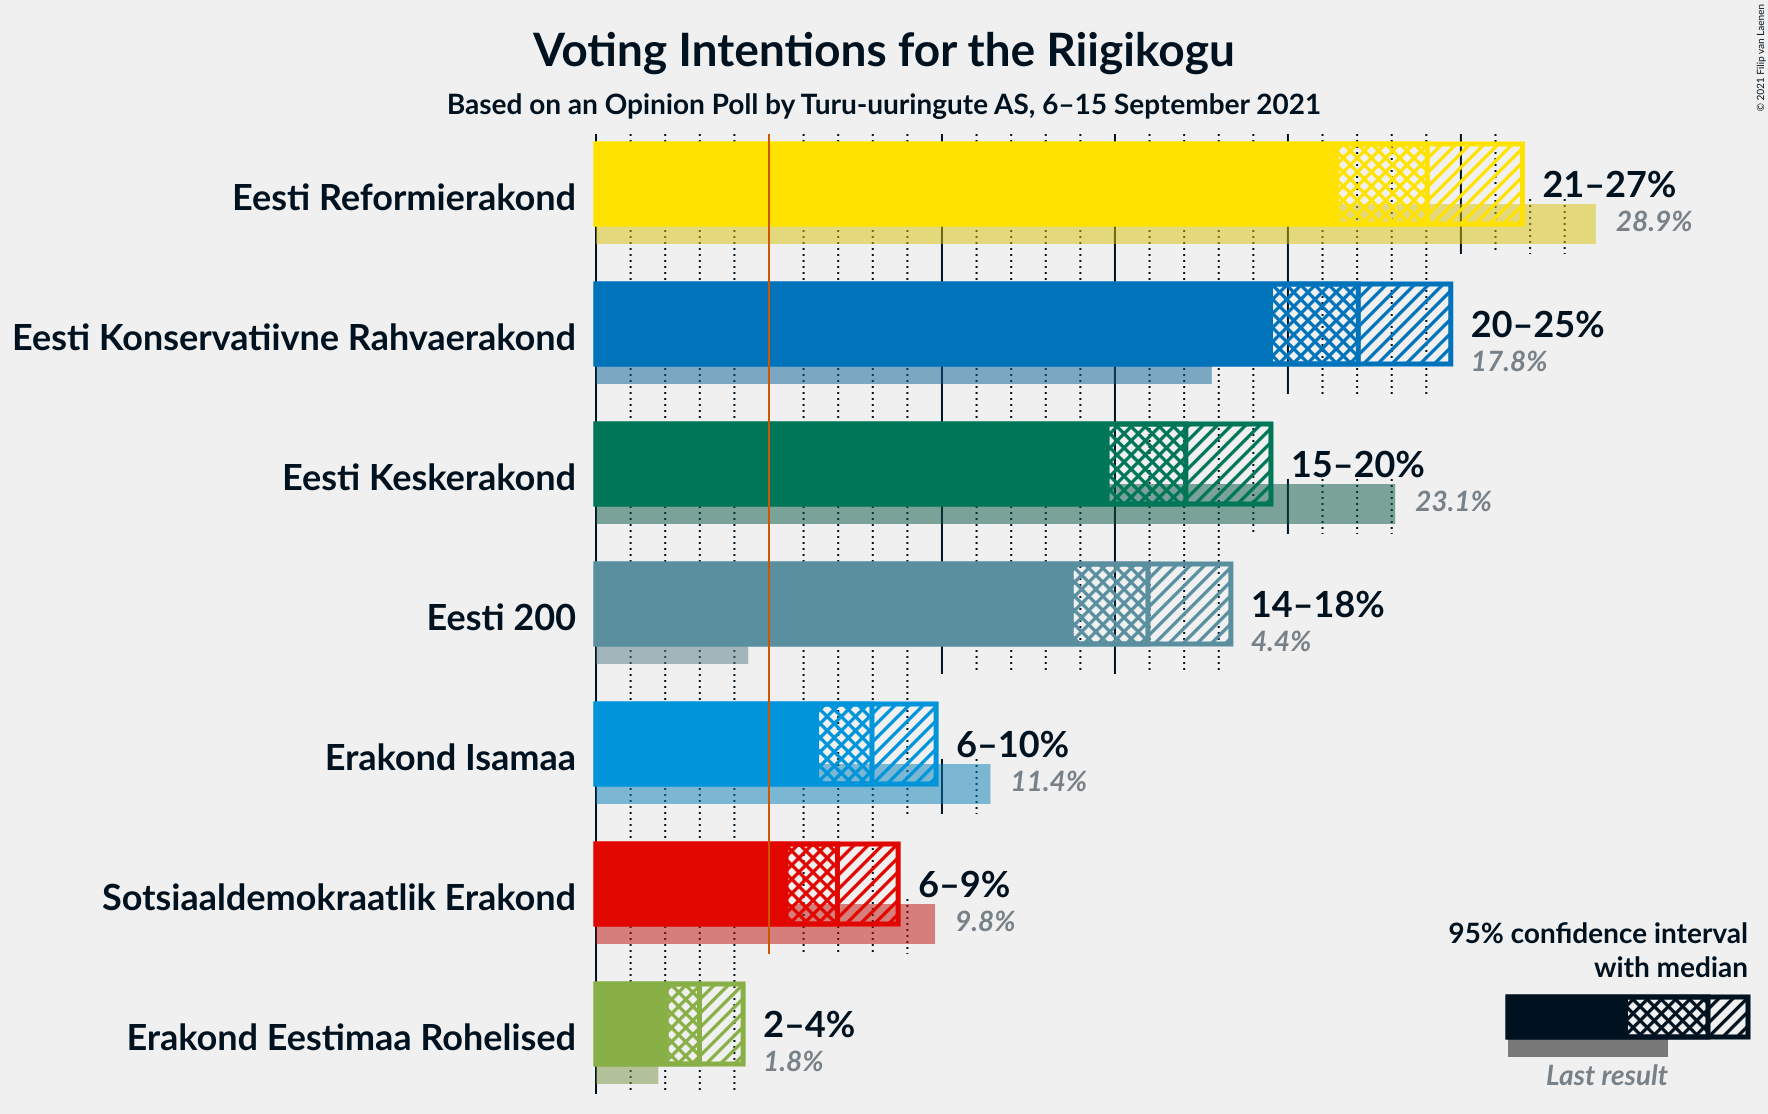 Voting Intentions for the Riigikogu
Based on an Opinion Poll by Turu-uuringute AS, 6–15 September 2021
© 2021 Filip van Laenen
Eesti Reformierakond
21–27%
28.9%
Eesti Konservatiivne Rahvaerakond
20–25%
17.8%
Eesti Keskerakond
15–20%
23.1%
Eesti 200
14–18%
4.4%
Erakond Isamaa
6–10%
11.4%
Sotsiaaldemokraatlik Erakond
6–9%
9.8%
Erakond Eestimaa Rohelised
2–4%
1.8%
95% confidence interval
with median
Last result